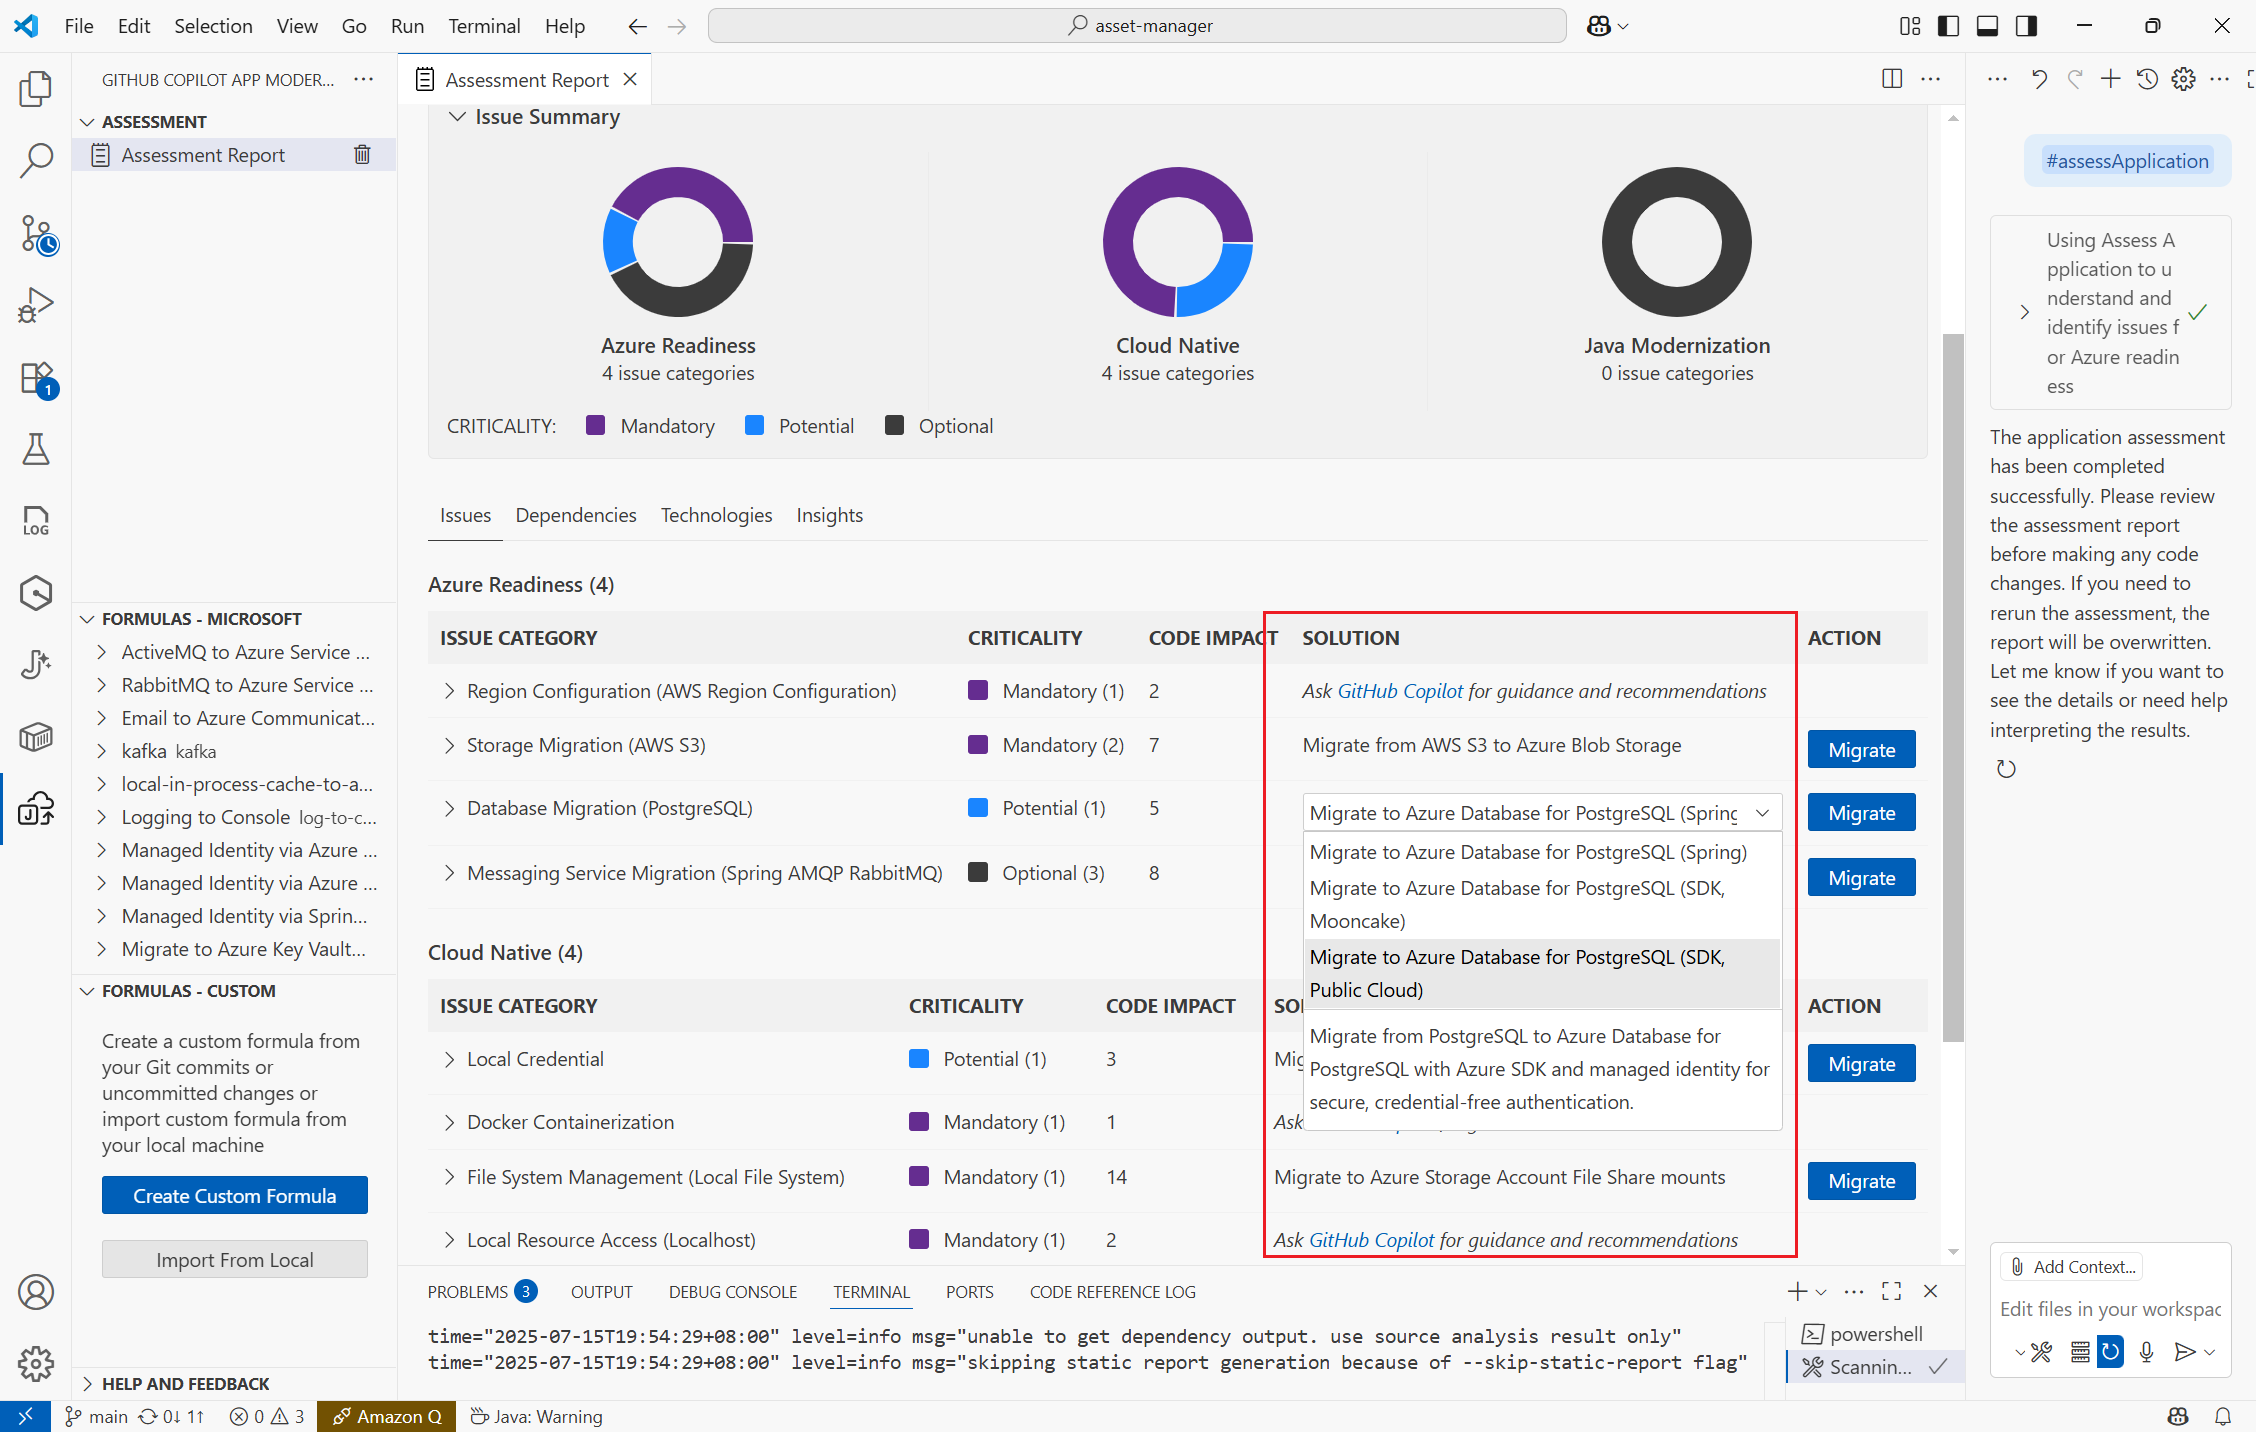 File Edit Selection View Go Run Terminal Help
asset-manager
GITHUB COPILOT APP MODER...
ASSESSMENT
Assessment Report
LOG
1
FORMULAS - MICROSOFT
ActiveMQ to Azure Service ...
RabbitMQ to Azure Service ...
Email to Azure Communicat...
kafka kafka
local-in-process-cache-to-a...
Logging to Console log-to-c...
Managed Identity via Azure ...
Managed Identity via Azure ...
Managed Identity via Sprin...
Migrate to Azure Key Vault...
FORMULAS - CUSTOM
Create a custom formula from
your Git commits or
uncommitted changes or
import custom formula from
your local machine
Create Custom Formula
Import From Local
HELP AND FEEDBACK
Assessment Report
Issue Summary
Azure Readiness
4 issue categories
Cloud Native
4 issue categories
Java Modernization
0 issue categories
CRITICALITY: Mandatory Potential Optional
Issues Dependencies Technologies Insights
Azure Readiness (4)
ISSUE CATEGORY CRITICALITY CODE IMPACT SOLUTION ACTION
Region Configuration (AWS Region Configuration) Mandatory (1) 2 Ask GitHub Copilot for guidance and recommendations
Storage Migration (AWS S3) Mandatory (2) 7 Migrate from AWS S3 to Azure Blob Storage Migrate
Database Migration (PostgreSQL) Potential (1) 5 Migrate to Azure Database for PostgreSQL (Spring Migrate
Messaging Service Migration (Spring AMQP RabbitMQ) Optional (3) 8 Migrate
Migrate to Azure Database for PostgreSQL (Spring)
Migrate to Azure Database for PostgreSQL (SDK,
Mooncake)
Migrate to Azure Database for PostgreSQL (SDK,
Public Cloud)
Migrate from PostgreSQL to Azure Database for
PostgreSQL with Azure SDK and managed identity for
secure, credential-free authentication.
Cloud Native (4)
ISSUE CATEGORY CRITICALITY CODE IMPACT SO ACTION
Local Credential Potential (1) 3 Mig Migrate
Docker Containerization Mandatory (1) 1 Ask
File System Management (Local File System) Mandatory (1) 14 Migrate to Azure Storage Account File Share mounts Migrate
Local Resource Access (Localhost) Mandatory (1) 2 Ask GitHub Copilot for guidance and recommendations
PROBLEMS 3 OUTPUT DEBUG CONSOLE TERMINAL PORTS CODE REFERENCE LOG
time="2025-07-15T19:54:29+08:00" level=info msg="unable to get dependency output. use source analysis result only"
time="2025-07-15T19:54:29+08:00" level=info msg="skipping static report generation because of --skip-static-report flag"
powershell
Scannin...
#assessApplication
Using Assess A
pplication to u
nderstand and
identify issues f
or Azure readin
ess
The application assessment
has been completed
successfully. Please review
the assessment report
before making any code
changes. If you need to
rerun the assessment, the
report will be overwritten.
Let me know if you want to
see the details or need help
interpreting the results.
Add Context...
Edit files in your workspac
main 0↓ 1↑ 0 3 Amazon Q Java: Warning